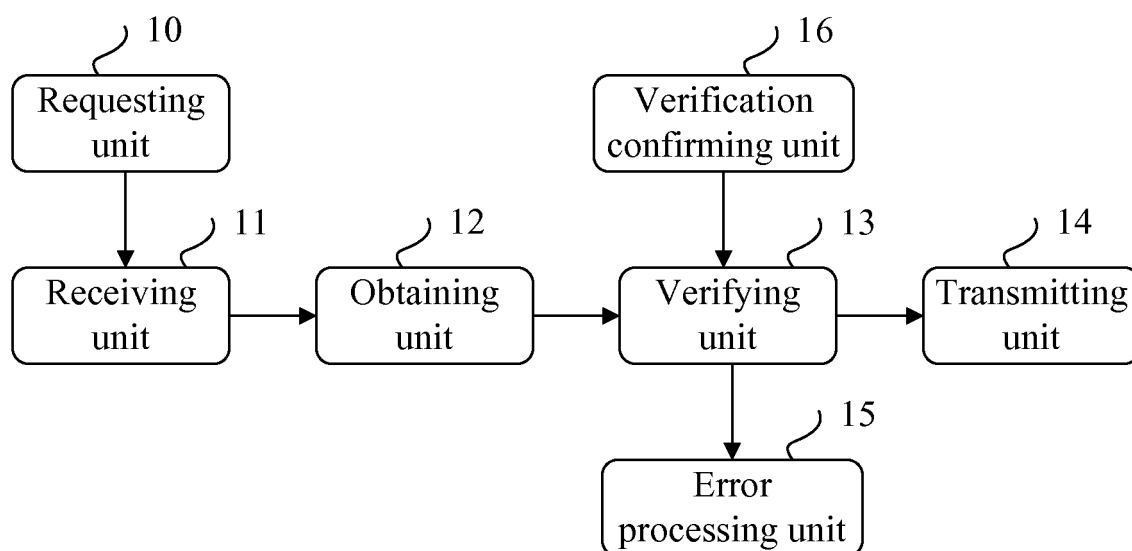 10
16
Requesting
unit
Verification
confirming unit
11
12
13
14
Receiving
unit
Obtaining
unit
Verifying
unit
Transmitting
unit
15
Error
processing unit